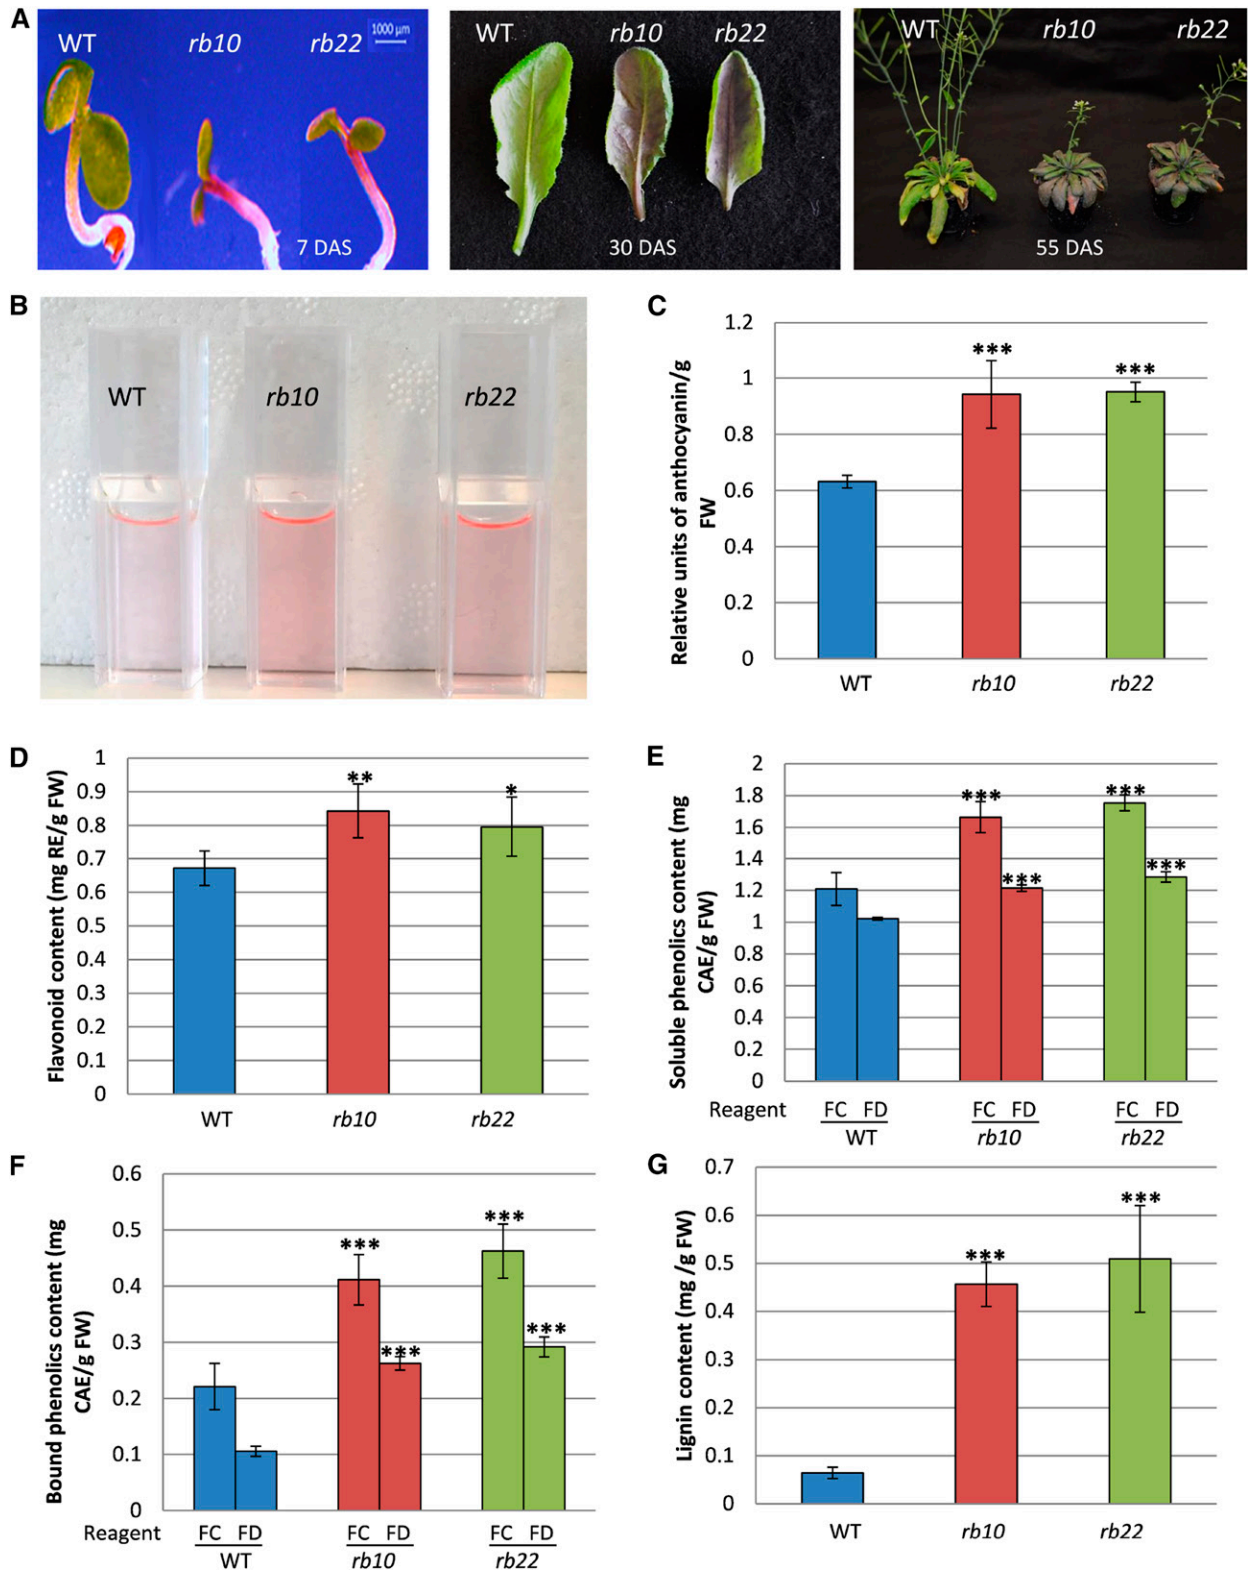 A
WT rb10 rb22 1000 µm
7 DAS
WT rb10 rb22
30 DAS
WT rb10 rb22
55 DAS
B
WT rb10 rb22
C
Relative units of anthocyanin/g
FW
1.2
1
0.8
0.6
0.4
0.2
0
*** ***
WT rb10 rb22
D
Flavonoid content (mg RE/g FW)
1
0.9
0.8
0.7
0.6
0.5
0.4
0.3
0.2
0.1
0
** *
WT rb10 rb22
E
Soluble phenolics content (mg
CAE/g FW)
2
1.8
1.6
1.4
1.2
1
0.8
0.6
0.4
0.2
0
*** *** *** ***
Reagent FC FD FC FD FC FD
WT rb10 rb22
F
Bound phenolics content (mg
CAE/g FW)
0.6
0.5
0.4
0.3
0.2
0.1
0
*** *** *** ***
Reagent FC FD FC FD FC FD
WT rb10 rb22
G
Lignin content (mg /g FW)
0.7
0.6
0.5
0.4
0.3
0.2
0.1
0
*** ***
WT rb10 rb22